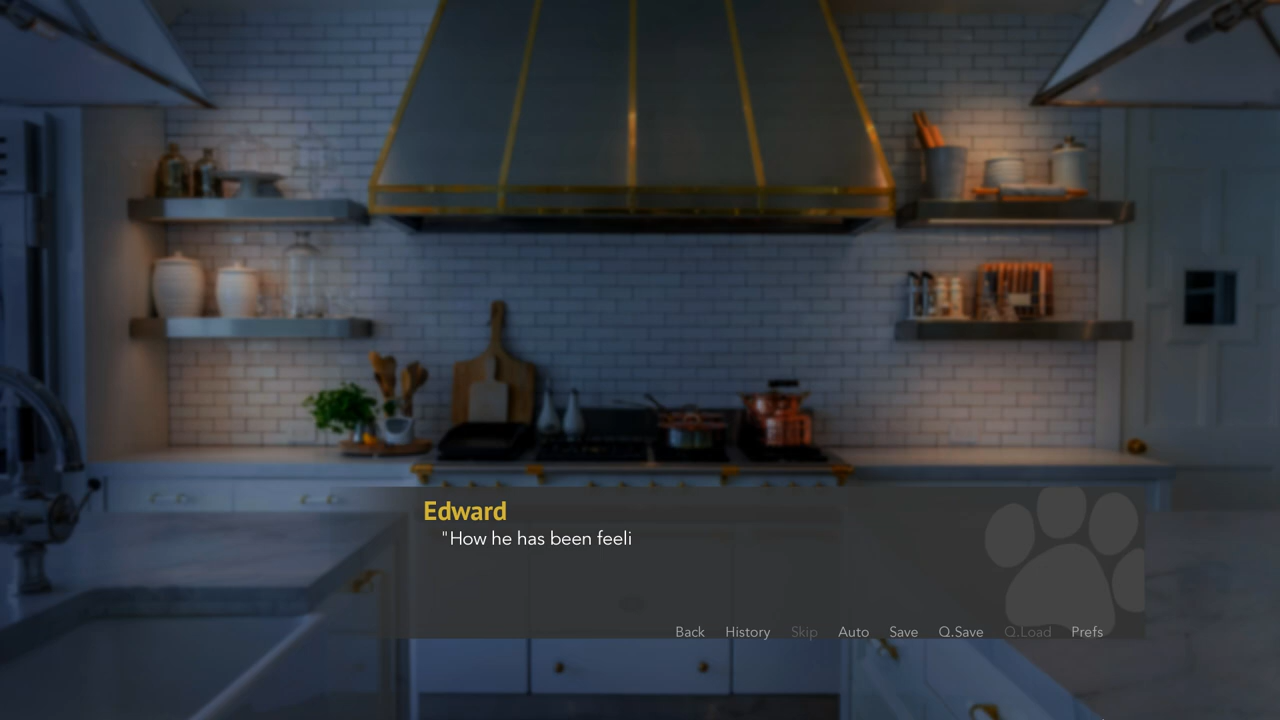 Edward
"How he has been feeli
Back History Skip Auto Save Q.Save Q.Load Prefs